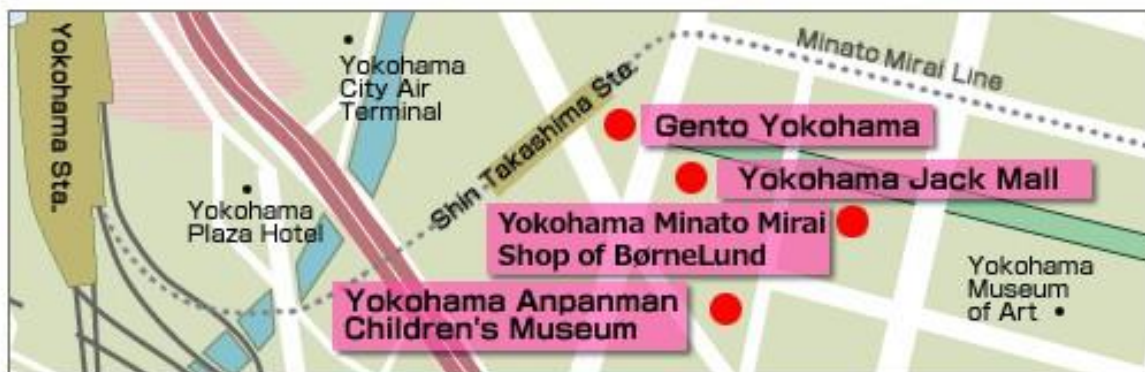 Yokohama Sta.
Yokohama
City Air
Terminal
Minato Mirai Line
Shin Takashima Sta.
Gento Yokohama
Yokohama Jack Mall
Yokohama
Plaza Hotel
Yokohama Minato Mirai
Shop of BørneLund
Yokohama Anpanman
Children's Museum
Yokohama
Museum
of Art